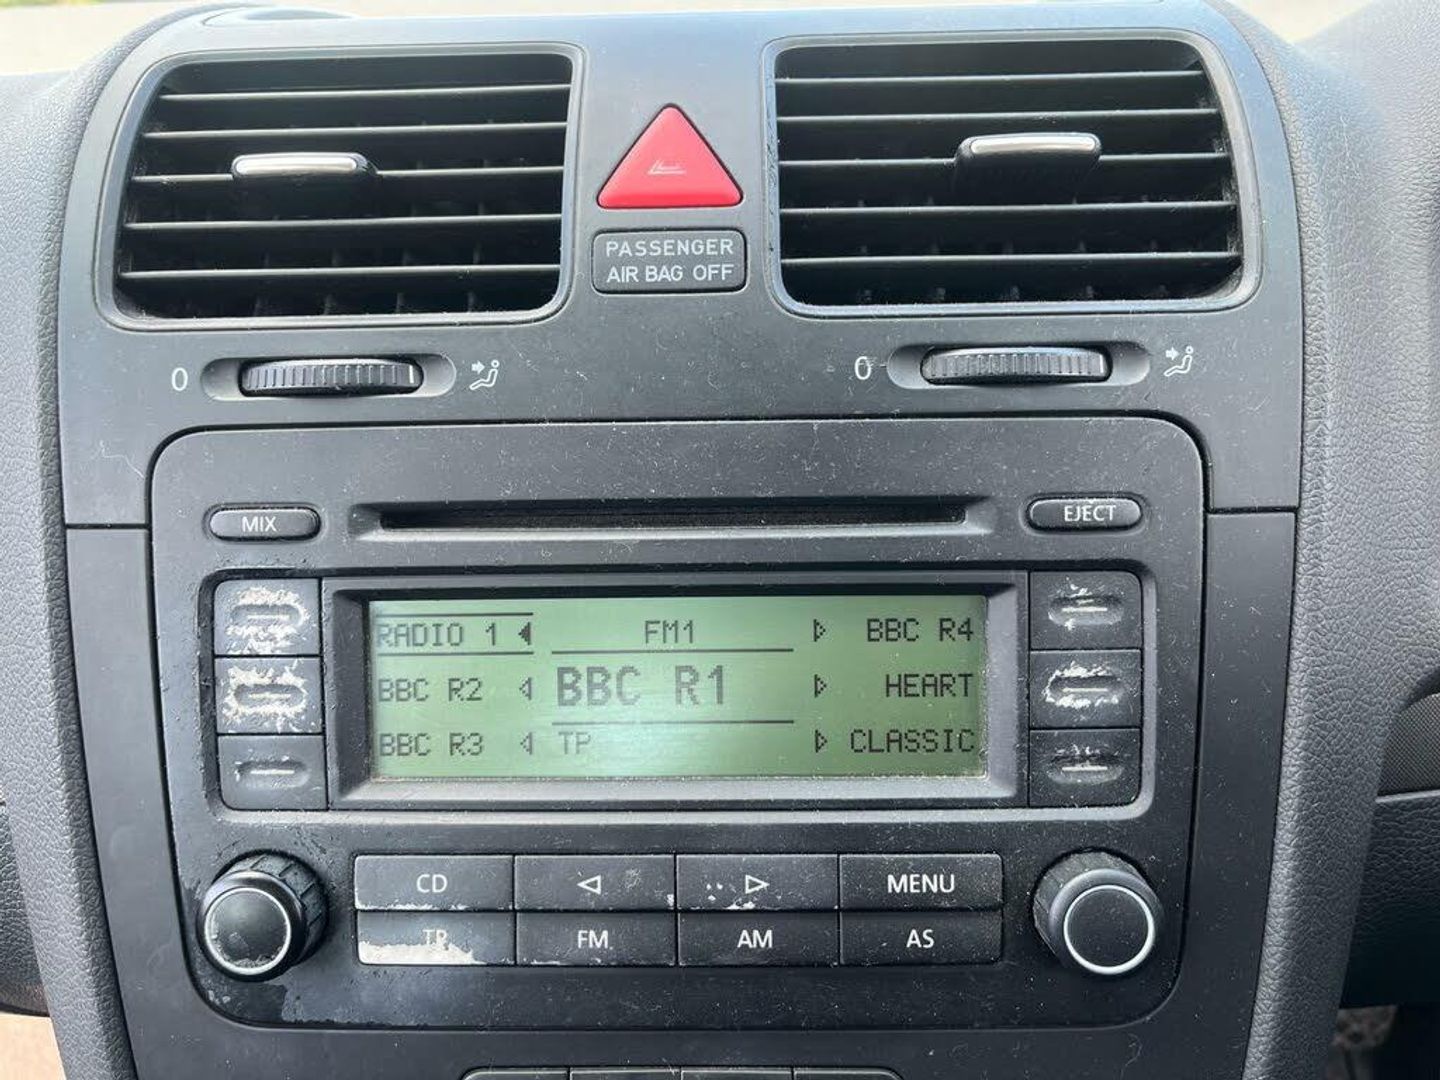 PASSENGER
AIR BAG OFF
0
0
MIX
EJECT
RADIO 1 FM1 BBC R4
BBC R2 BBC R1 HEART
BBC R3 TP CLASSIC
CD MENU
TP FM AM AS